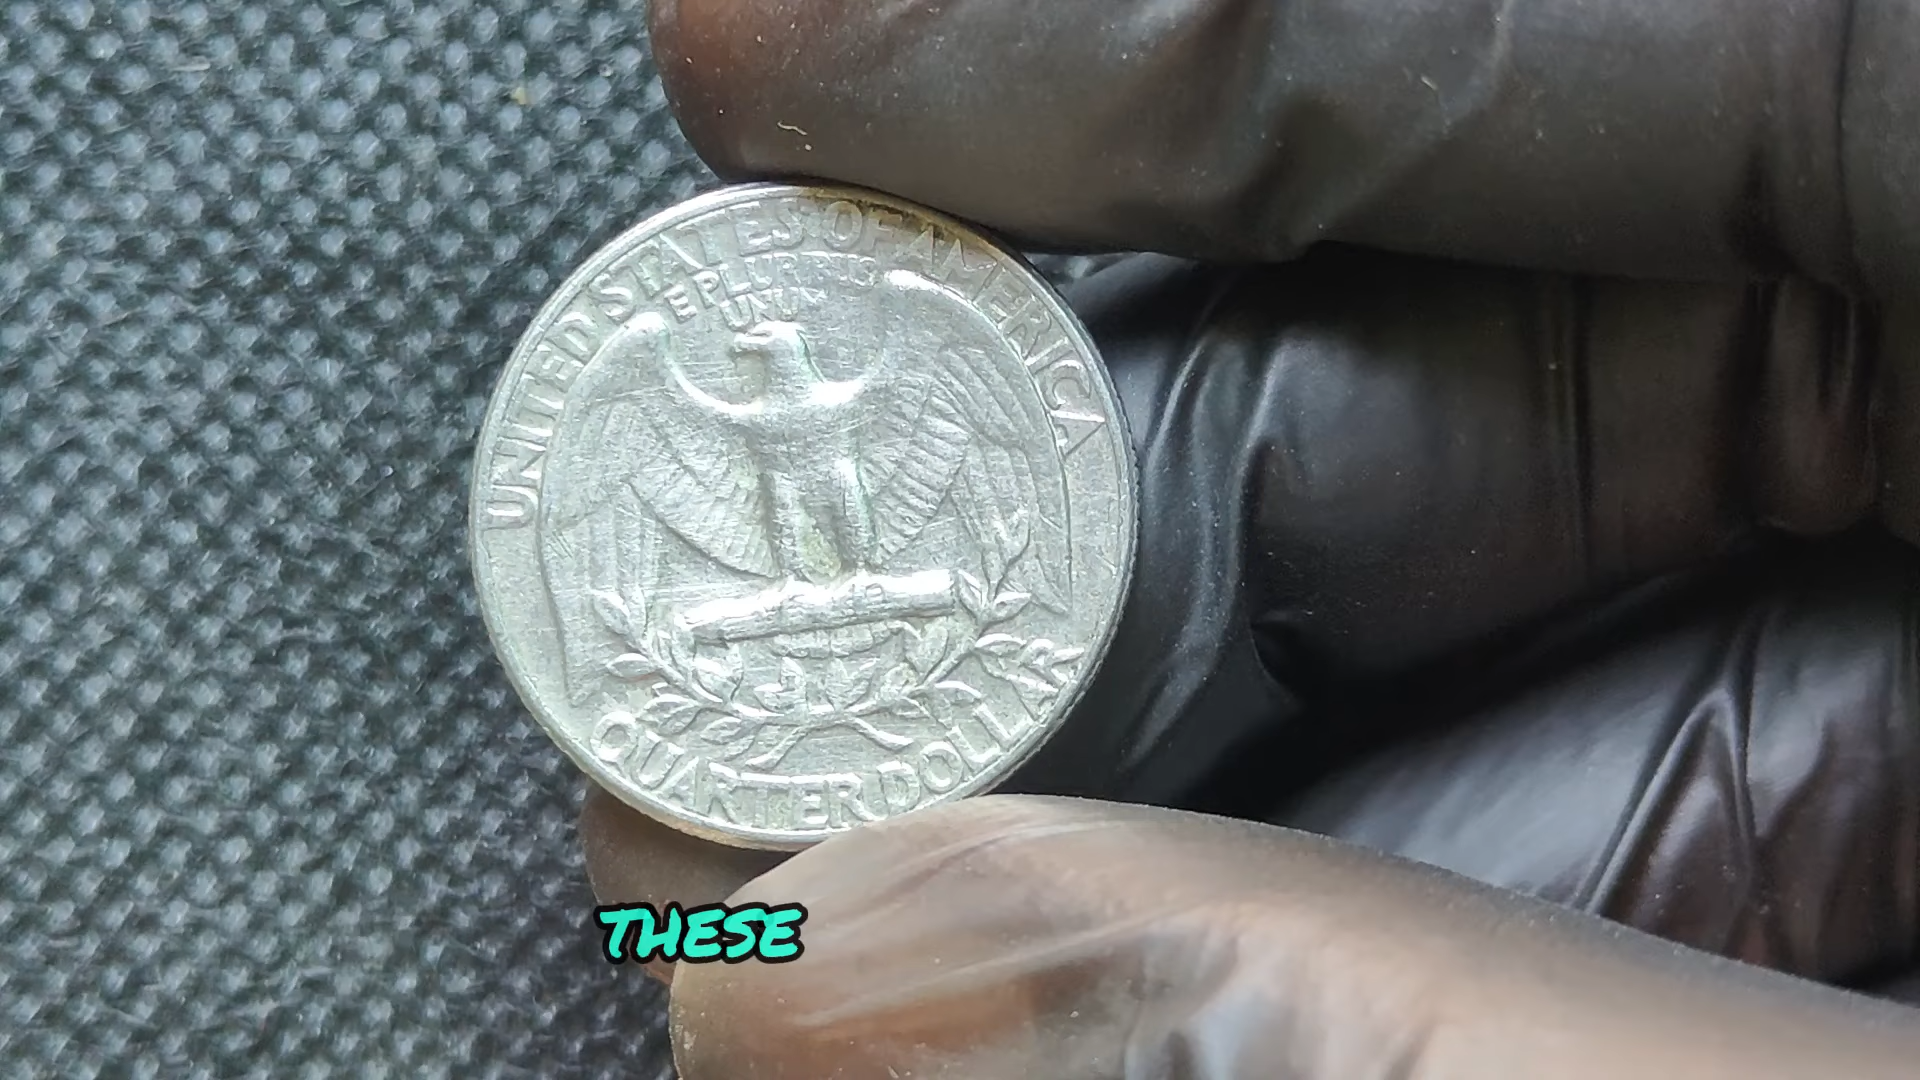 UNITED STATES OF AMERICA
E PLURIBUS
UNUM
QUARTER DOLLAR
THESE